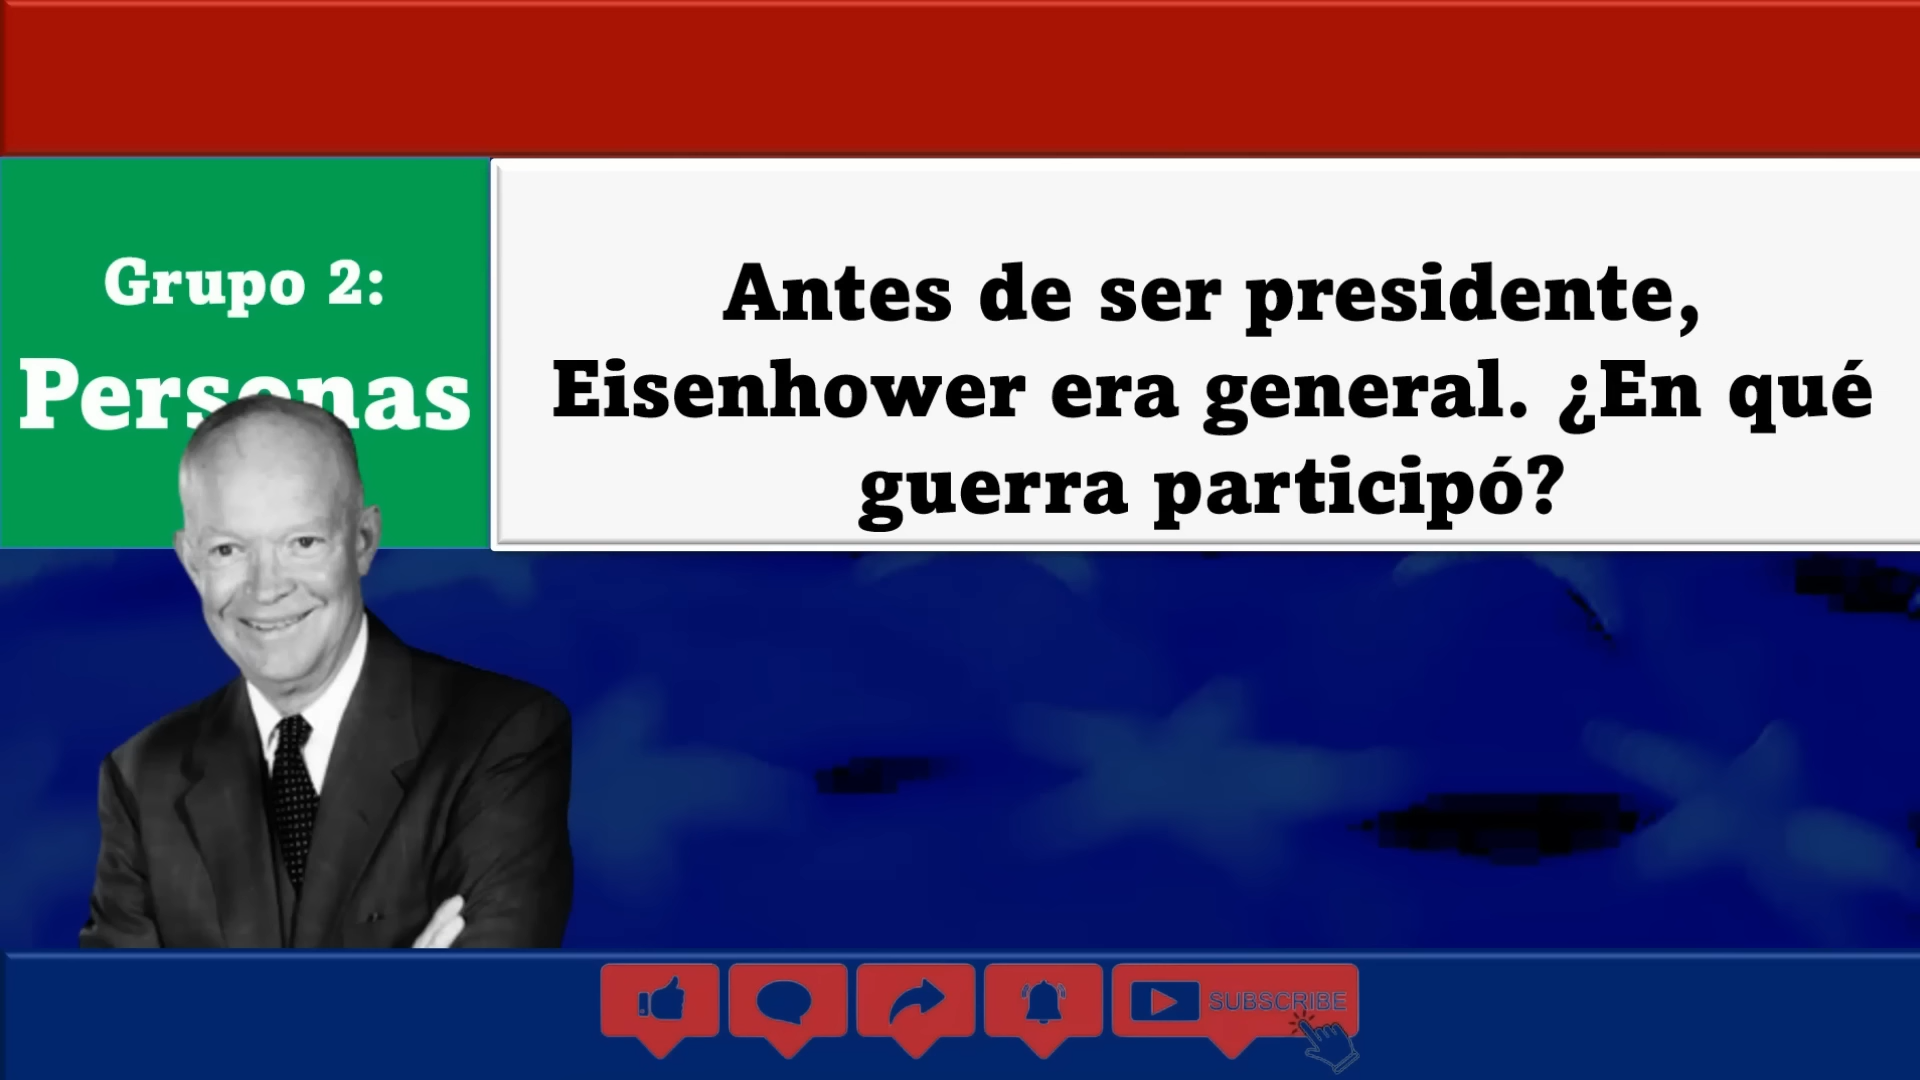 Grupo 2:
Personas
Antes de ser presidente,
Eisenhower era general. ¿En qué
guerra participó?
SUBSCRIBE